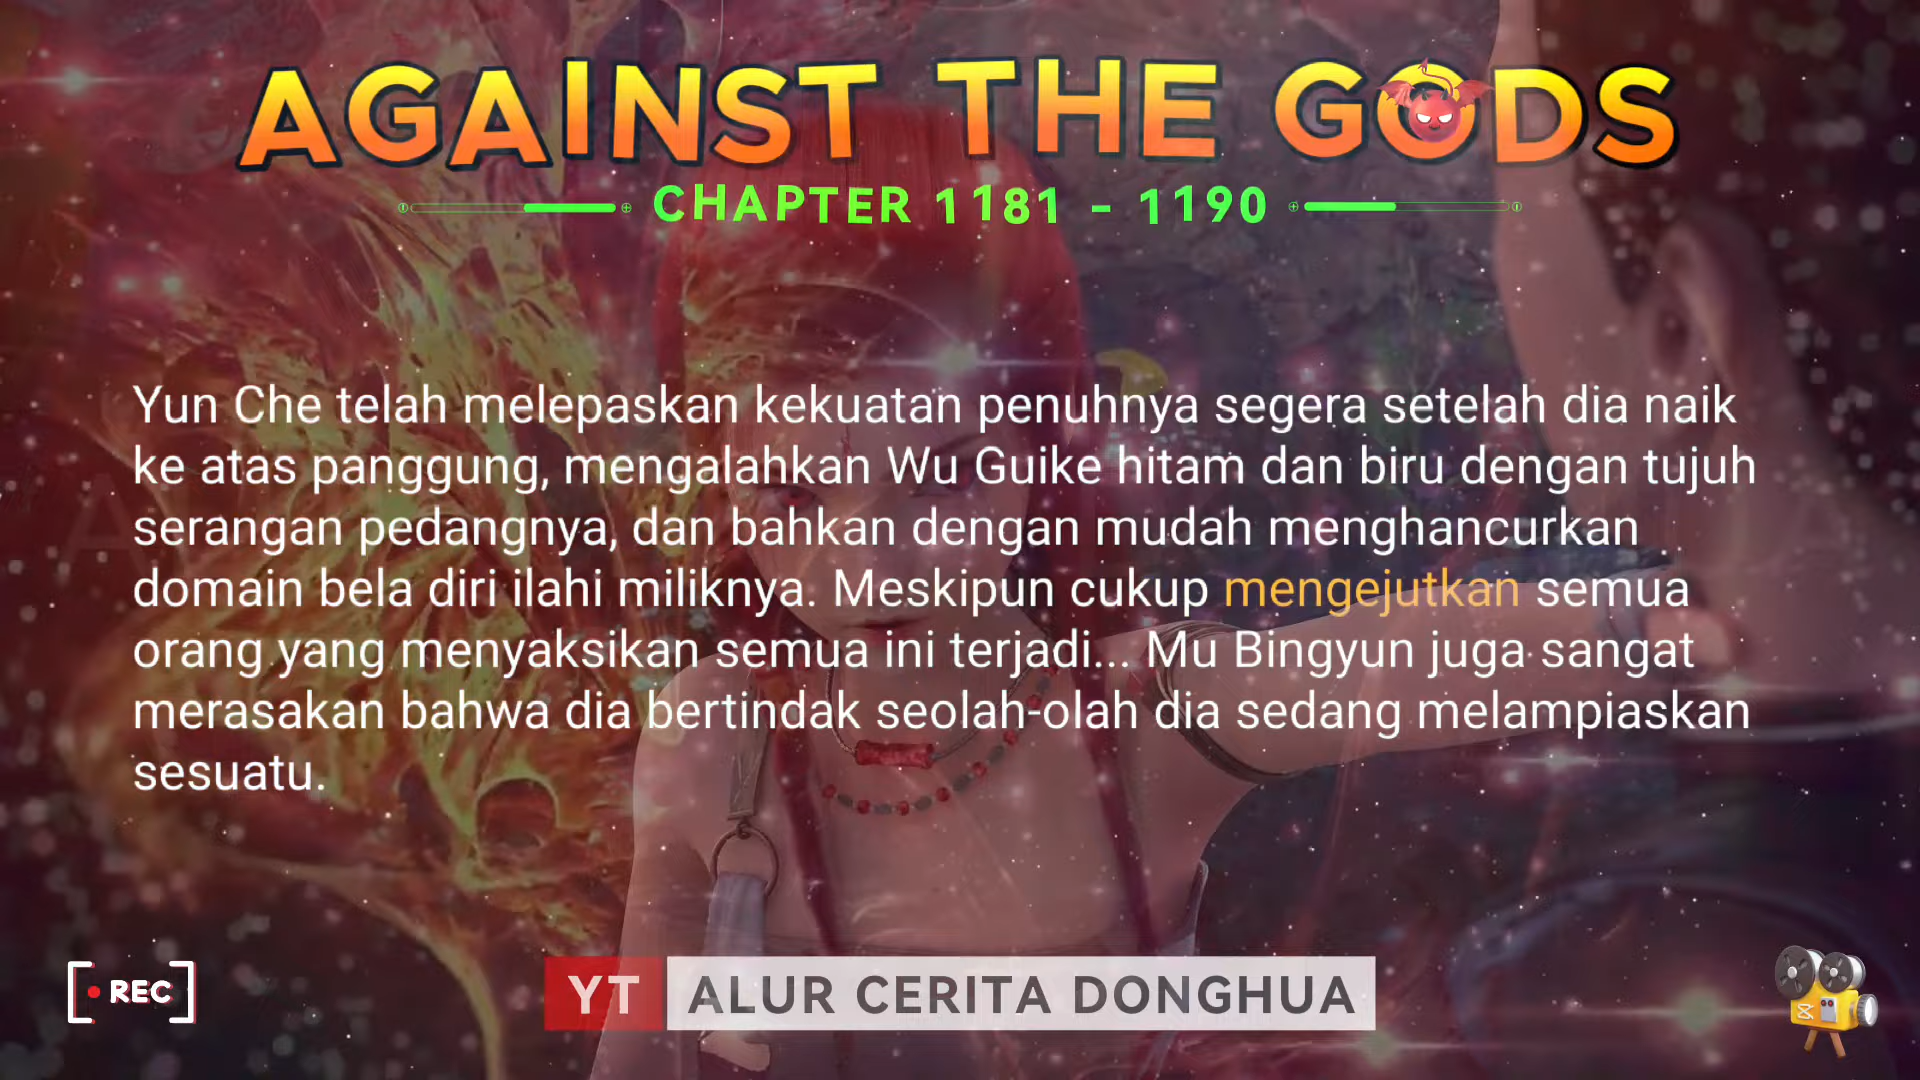 AGAINST THE GODS
CHAPTER 1181 - 1190
Yun Che telah melepaskan kekuatan penuhnya segera setelah dia naik
ke atas panggung, mengalahkan Wu Guike hitam dan biru dengan tujuh
serangan pedangnya, dan bahkan dengan mudah menghancurkan
domain bela diri ilahi miliknya. Meskipun cukup mengejutkan semua
orang yang menyaksikan semua ini terjadi... Mu Bingyun juga sangat
merasakan bahwa dia bertindak seolah-olah dia sedang melampiaskan
sesuatu.
REC
YT ALUR CERITA DONGHUA